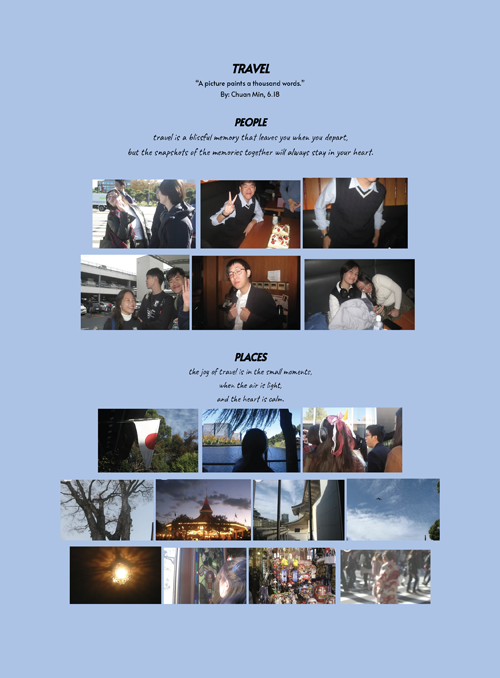 TRAVEL
"A picture paints a thousand words."
By: Chuan Min, 6.18
PEOPLE
travel is a blissful memory that leaves you when you depart,
but the snapshots of the memories together will always stay in your heart.
PLACES
the joy of travel is in the small moments,
when the air is light,
and the heart is calm.